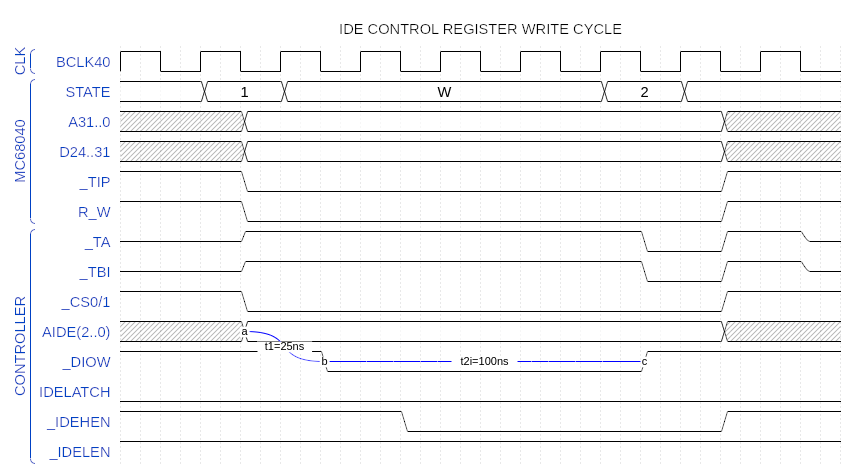 IDE CONTROL REGISTER WRITE CYCLE
CLK
BCLK40
MC68040
STATE 1 W 2
A31..0
D24..31
_TIP
R_W
CONTROLLER
_TA
_TBI
_CS0/1
AIDE(2..0) a
t1=25ns
_DIOW b t2i=100ns c
IDELATCH
_IDEHEN
_IDELEN